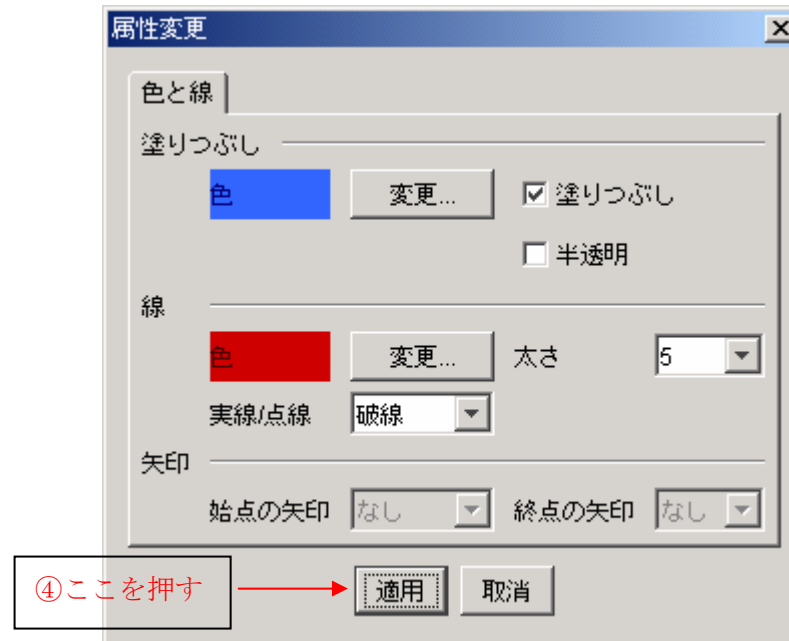 属性変更
色と線
塗りつぶし
色 変更... 塗りつぶし
半透明
線
色 変更... 太さ 5
実線/点線 破線
矢印
始点の矢印 なし 終点の矢印 なし
④ここを押す 適用 取消